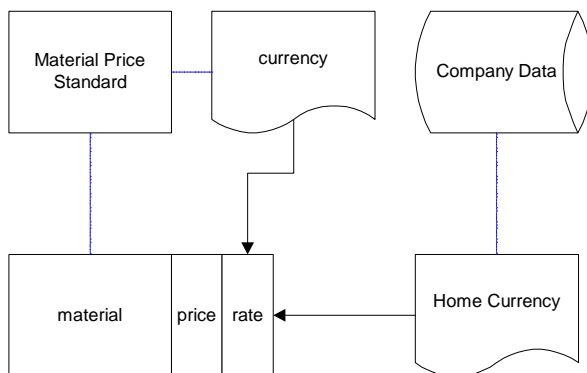 Material Price
Standard
currency
Company Data
material
price
rate
Home Currency